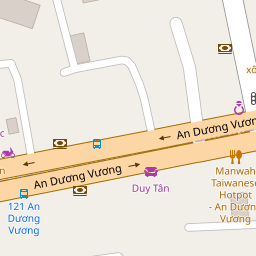 xô
An Dương Vương
c
An Dương Vương
n
Duy Tân
121 An
Dương
Vương
Manwah
Taiwanese
Hotpot
- An Dương
Vương